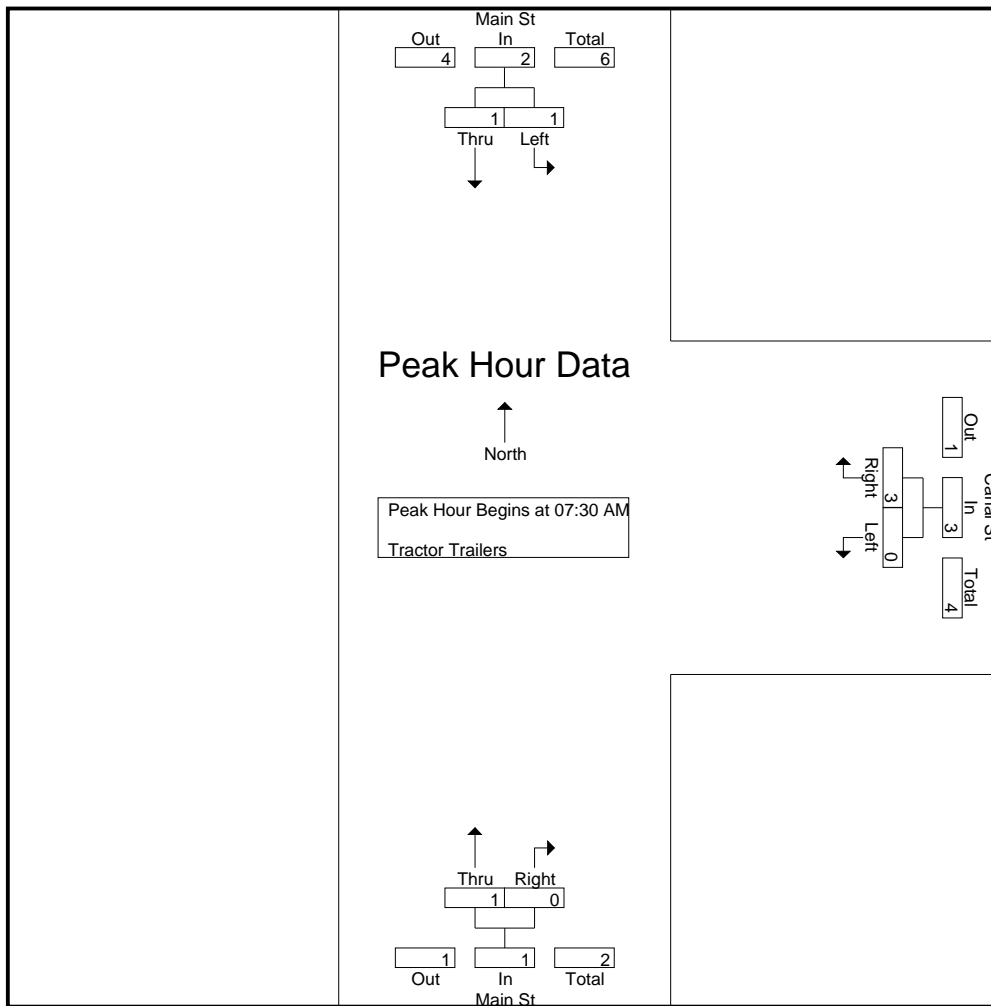 Main St
Out In Total
4 2 6
1 1
Thru Left
Peak Hour Data
North
Peak Hour Begins at 07:30 AM
Tractor Trailers
Out In Total
1 3 4
Right Left
3 0
Canal St
Thru Right
1 0
1 1 2
Out In Total
Main St